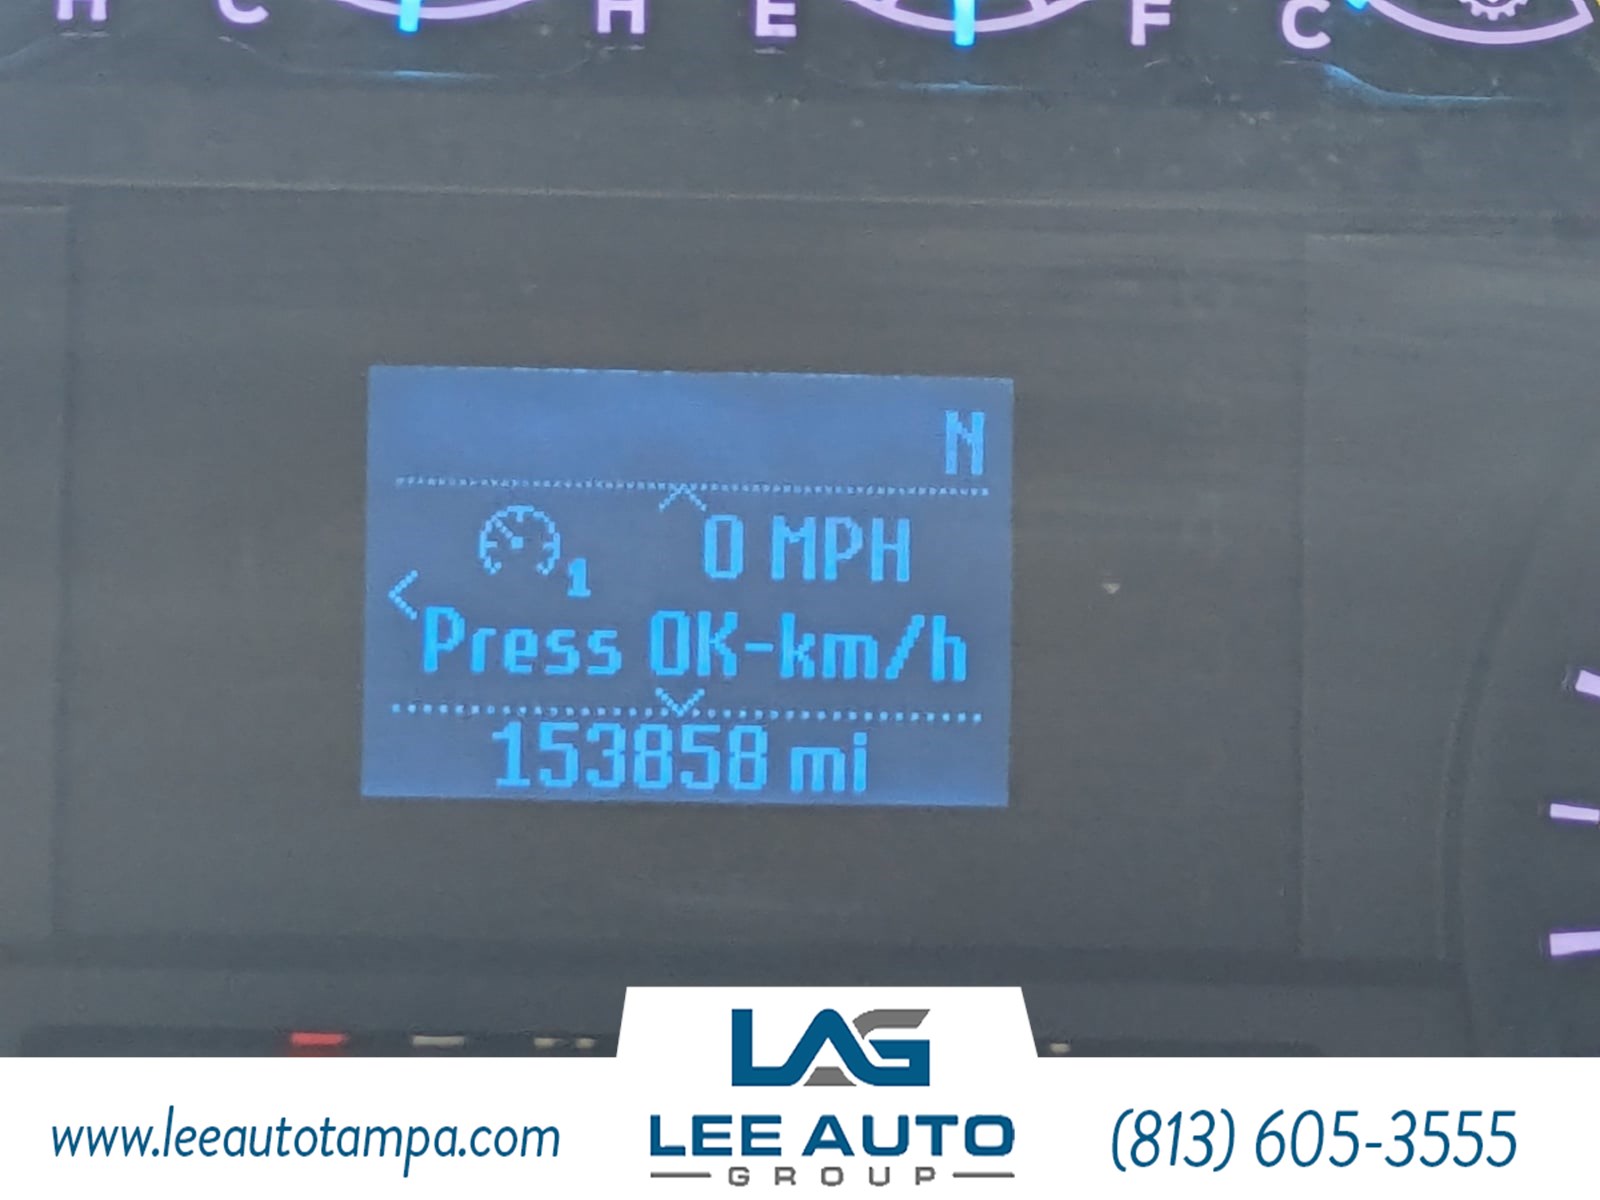 H C H E F C
N
0 MPH
1
Press OK-km/h
153858 mi
LAG
www.leeautotampa.com
LEE AUTO
GROUP
(813) 605-3555